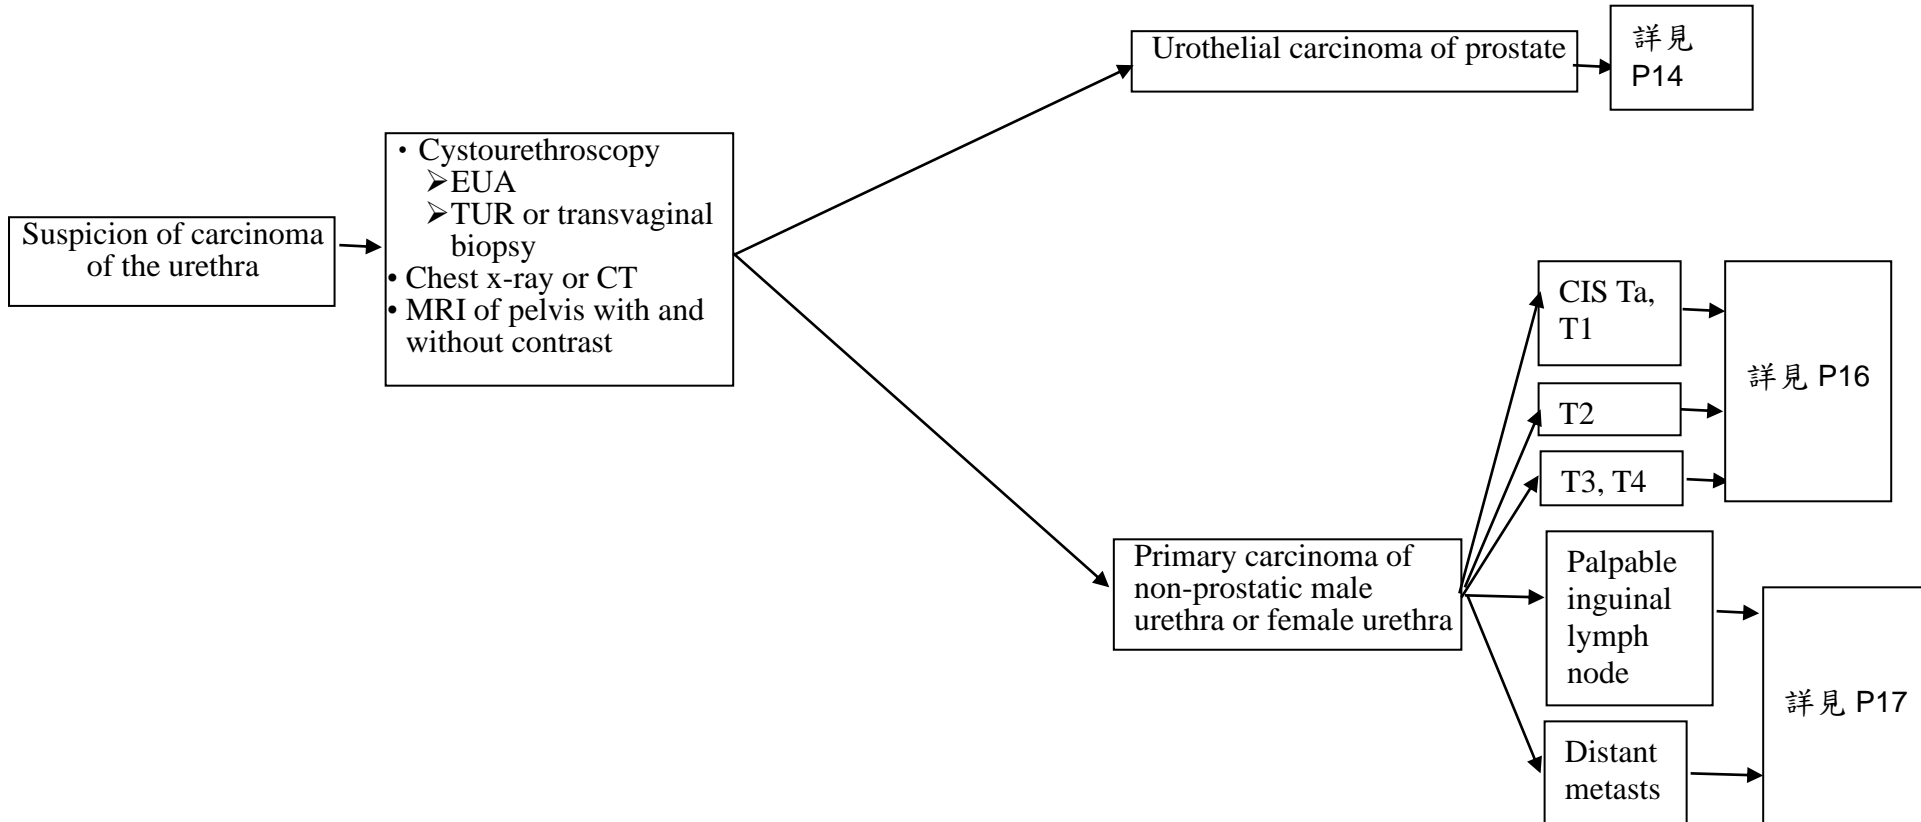 Suspicion of carcinoma
of the urethra
• Cystourethroscopy
➢EUA
➢TUR or transvaginal
biopsy
• Chest x-ray or CT
• MRI of pelvis with and
without contrast
Urothelial carcinoma of prostate
詳見
P14
Primary carcinoma of
non-prostatic male
urethra or female urethra
CIS Ta,
T1
T2
T3, T4
詳見 P16
Palpable
inguinal
lymph
node
Distant
metasts
詳見 P17